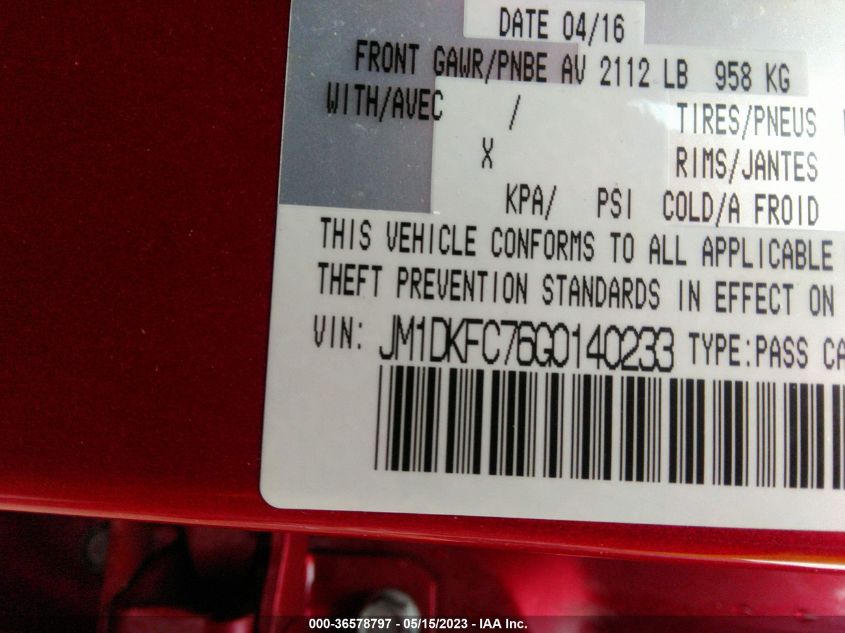 DATE 04/16
FRONT GAWR/PNBE AV 2112 LB 958 KG
WITH/AVEC / TIRES/PNEUS
X RIMS/JANTES
KPA/ PSI COLD/A FROID
THIS VEHICLE CONFORMS TO ALL APPLICABLE
THEFT PREVENTION STANDARDS IN EFFECT ON
VIN: JM1DKFC76G0140233 TYPE:PASS CA
000-36578797 - 05/15/2023 - IAA Inc.